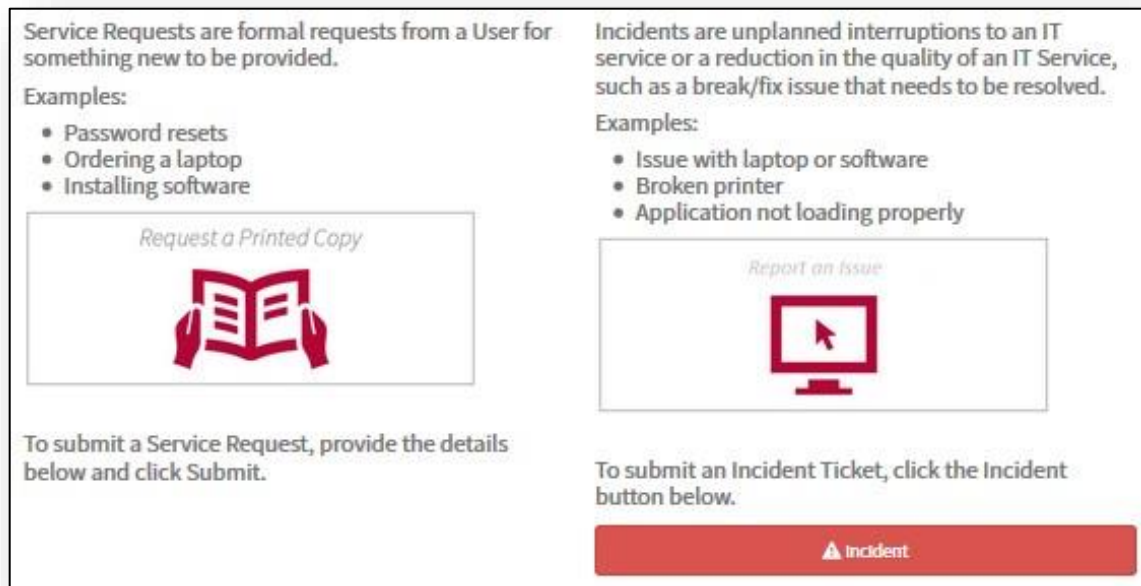 Service Requests are formal requests from a User for
something new to be provided.
Examples:
• Password resets
• Ordering a laptop
• Installing software
Request a Printed Copy
To submit a Service Request, provide the details
below and click Submit.
Incidents are unplanned interruptions to an IT
service or a reduction in the quality of an IT Service,
such as a break/fix issue that needs to be resolved.
Examples:
• Issue with laptop or software
• Broken printer
• Application not loading properly
Report an Issue
To submit an Incident Ticket, click the Incident
button below.
Incident